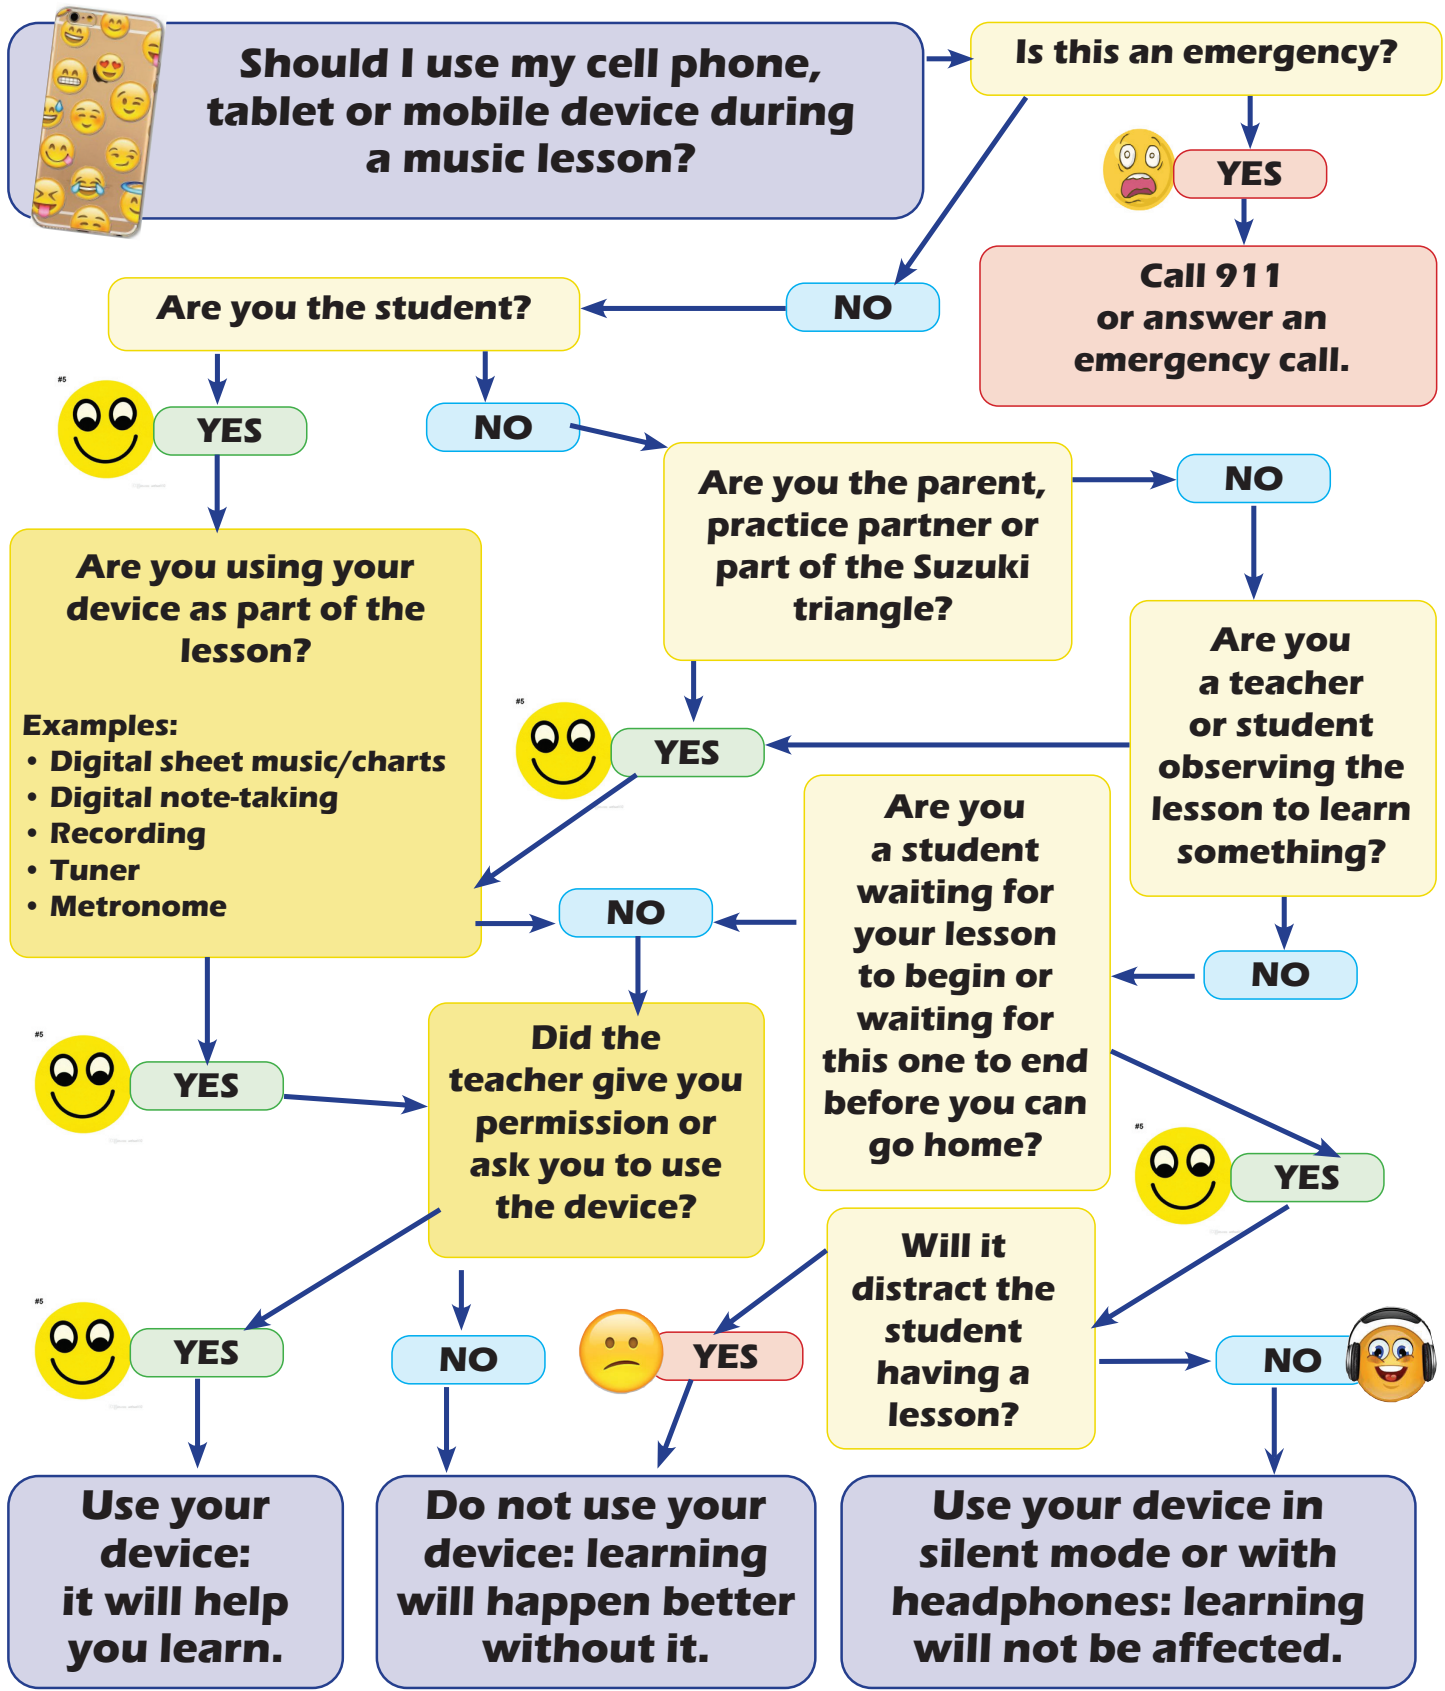 Should I use my cell phone,
tablet or mobile device during
a music lesson?
Is this an emergency?
YES
Call 911
or answer an
emergency call.
NO
Are you the student?
#5
YES
NO
Are you the parent,
practice partner or
part of the Suzuki
triangle?
NO
Are you using your
device as part of the
lesson?
Examples:
• Digital sheet music/charts
• Digital note-taking
• Recording
• Tuner
• Metronome
#5
YES
Are you
a teacher
or student
observing the
lesson to learn
something?
NO
Are you
a student
waiting for
your lesson
to begin or
waiting for
this one to end
before you can
go home?
NO
#5
YES
Did the
teacher give you
permission or
ask you to use
the device?
#5
YES
Will it
distract the
student
having a
lesson?
#5
YES
NO
YES
NO
Use your
device:
it will help
you learn.
Do not use your
device: learning
will happen better
without it.
Use your device in
silent mode or with
headphones: learning
will not be affected.